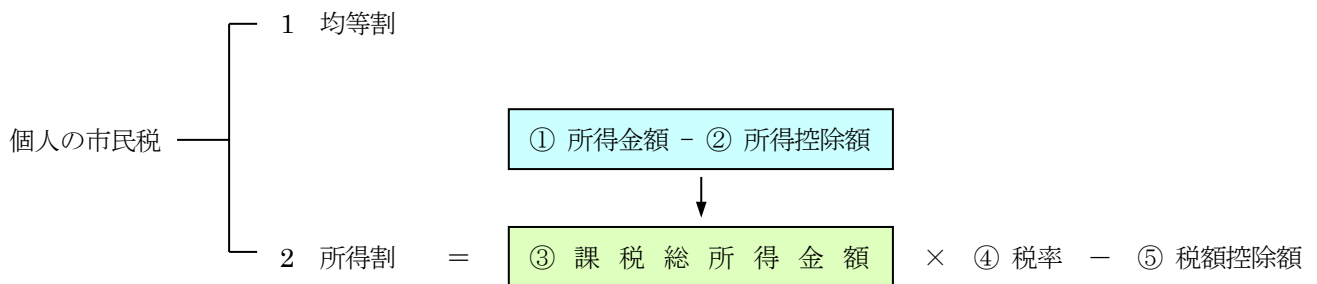 1 均等割
個人の市民税
① 所得金額 - ② 所得控除額
2 所得割 = ③ 課税総所得金額 × ④ 税率 － ⑤ 税額控除額